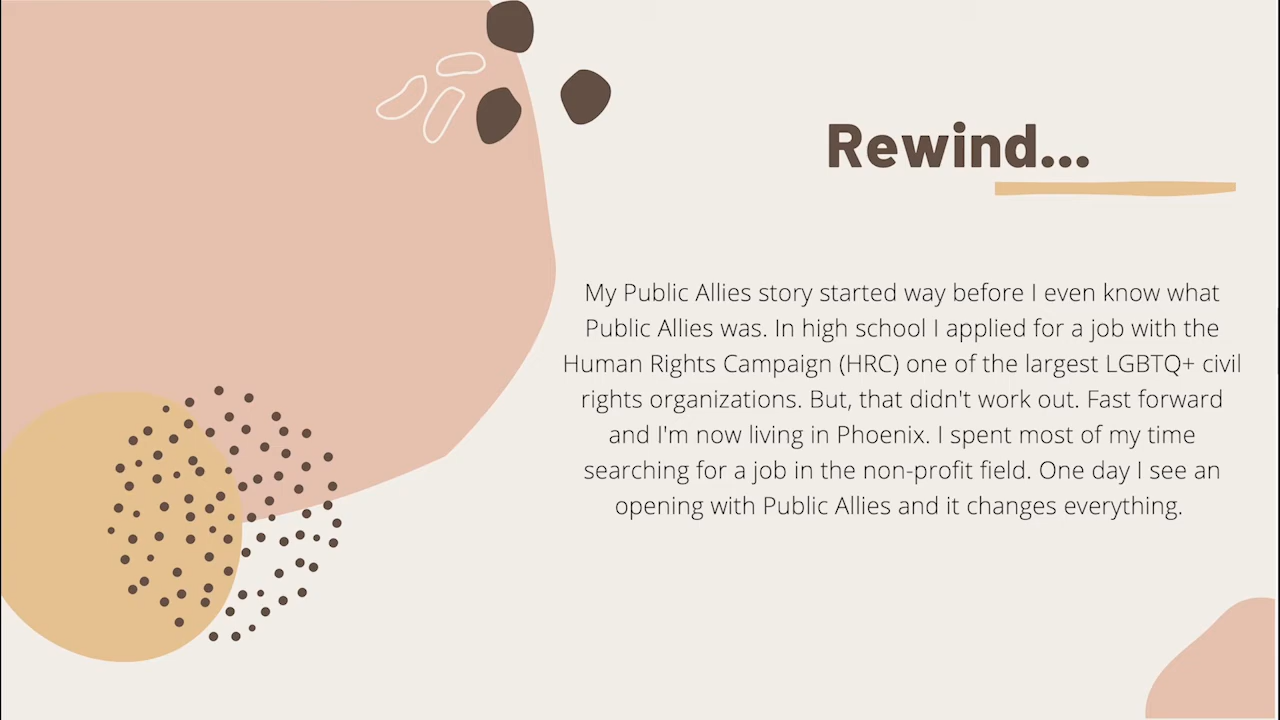 Rewind...
My Public Allies story started way before I even know what
Public Allies was. In high school I applied for a job with the
Human Rights Campaign (HRC) one of the largest LGBTQ+ civil
rights organizations. But, that didn't work out. Fast forward
and I'm now living in Phoenix. I spent most of my time
searching for a job in the non-profit field. One day I see an
opening with Public Allies and it changes everything.